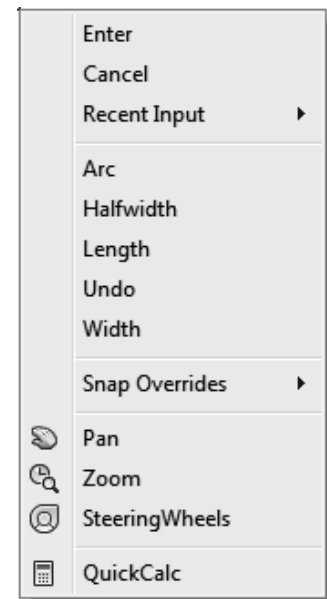 Enter
Cancel
Recent Input
Arc
Halfwidth
Length
Undo
Width
Snap Overrides
Pan
Zoom
SteeringWheels
QuickCalc